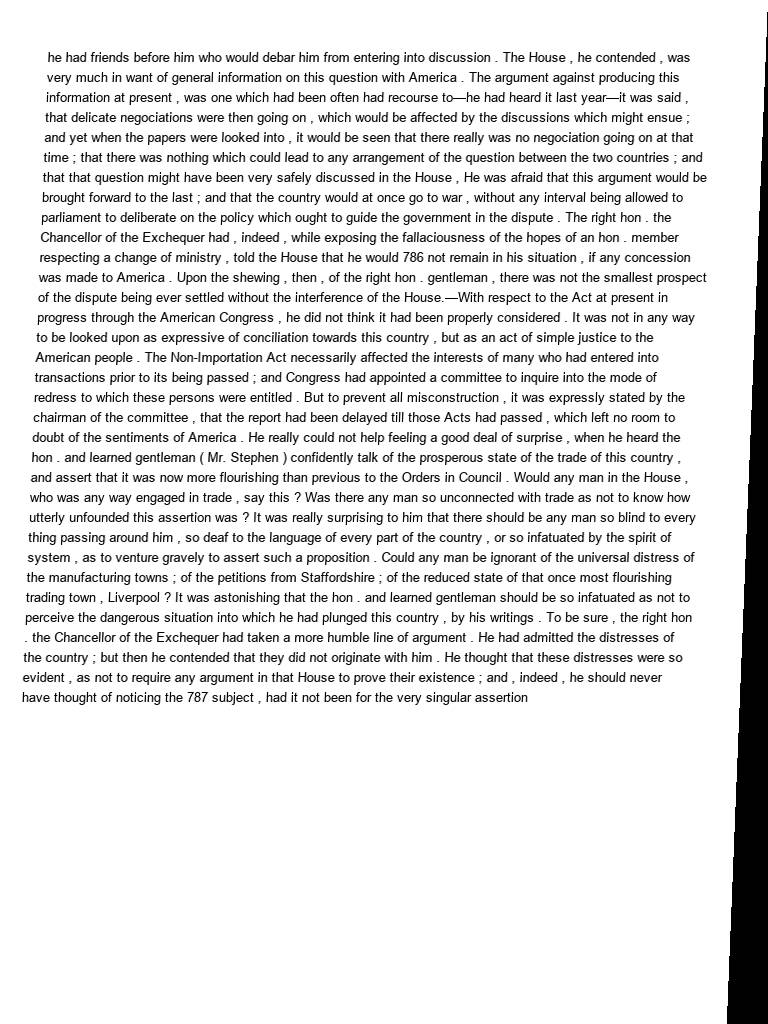 he had friends before him who would debar him from entering into discussion . The House , he contended , was
very much in want of general information on this question with America . The argument against producing this
information at present , was one which had been often had recourse to—he had heard it last year—it was said ,
that delicate negociations were then going on , which would be affected by the discussions which might ensue ;
and yet when the papers were looked into , it would be seen that there really was no negociation going on at that
time ; that there was nothing which could lead to any arrangement of the question between the two countries ; and
that that question might have been very safely discussed in the House , He was afraid that this argument would be
brought forward to the last ; and that the country would at once go to war , without any interval being allowed to
parliament to deliberate on the policy which ought to guide the government in the dispute . The right hon . the
Chancellor of the Exchequer had , indeed , while exposing the fallaciousness of the hopes of an hon . member
respecting a change of ministry , told the House that he would 786 not remain in his situation , if any concession
was made to America . Upon the shewing , then , of the right hon . gentleman , there was not the smallest prospect
of the dispute being ever settled without the interference of the House.—With respect to the Act at present in
progress through the American Congress , he did not think it had been properly considered . It was not in any way
to be looked upon as expressive of conciliation towards this country , but as an act of simple justice to the
American people . The Non-Importation Act necessarily affected the interests of many who had entered into
transactions prior to its being passed ; and Congress had appointed a committee to inquire into the mode of
redress to which these persons were entitled . But to prevent all misconstruction , it was expressly stated by the
chairman of the committee , that the report had been delayed till those Acts had passed , which left no room to
doubt of the sentiments of America . He really could not help feeling a good deal of surprise , when he heard the
hon . and learned gentleman ( Mr. Stephen ) confidently talk of the prosperous state of the trade of this country ,
and assert that it was now more flourishing than previous to the Orders in Council . Would any man in the House ,
who was any way engaged in trade , say this ? Was there any man so unconnected with trade as not to know how
utterly unfounded this assertion was ? It was really surprising to him that there should be any man so blind to every
thing passing around him , so deaf to the language of every part of the country , or so infatuated by the spirit of
system , as to venture gravely to assert such a proposition . Could any man be ignorant of the universal distress of
the manufacturing towns ; of the petitions from Staffordshire ; of the reduced state of that once most flourishing
trading town , Liverpool ? It was astonishing that the hon . and learned gentleman should be so infatuated as not to
perceive the dangerous situation into which he had plunged this country , by his writings . To be sure , the right hon
. the Chancellor of the Exchequer had taken a more humble line of argument . He had admitted the distresses of
the country ; but then he contended that they did not originate with him . He thought that these distresses were so
evident , as not to require any argument in that House to prove their existence ; and , indeed , he should never
have thought of noticing the 787 subject , had it not been for the very singular assertion